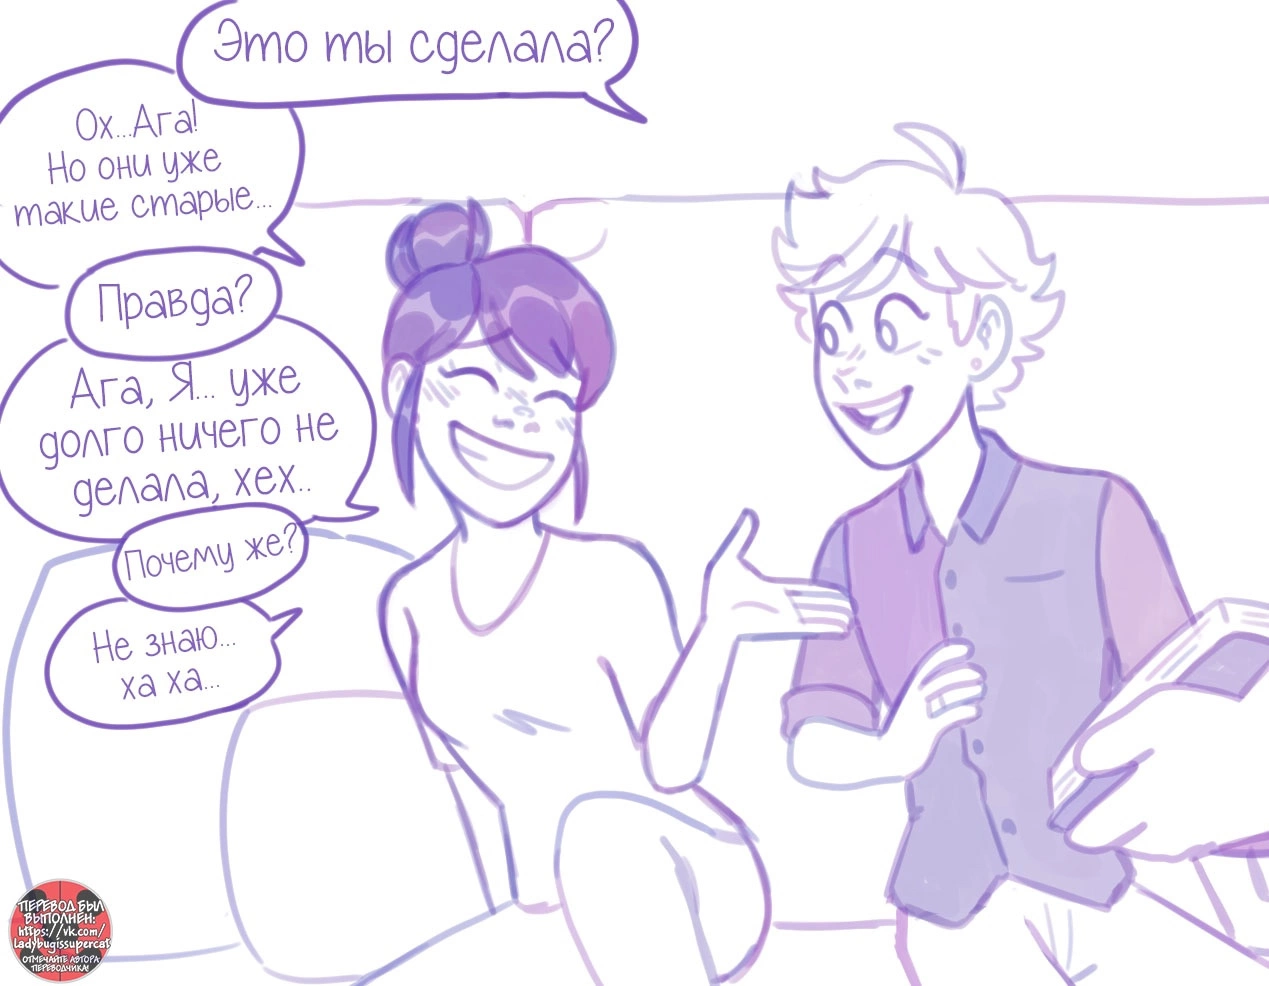 Это ты сделала?
Ох...Ага!
Но они уже
такие старые...
Правда?
Ага, Я... уже
долго ничего не
делала, хех..
Почему же?
Не знаю...
ха ха...
ПЕРЕВОД БЫЛ
ВЫПОЛНЕН:
https://vk.com/
ladybugissupercat
ОТМЕЧАЙТЕ АВТОРА
ПЕРЕВОДЧИКА!